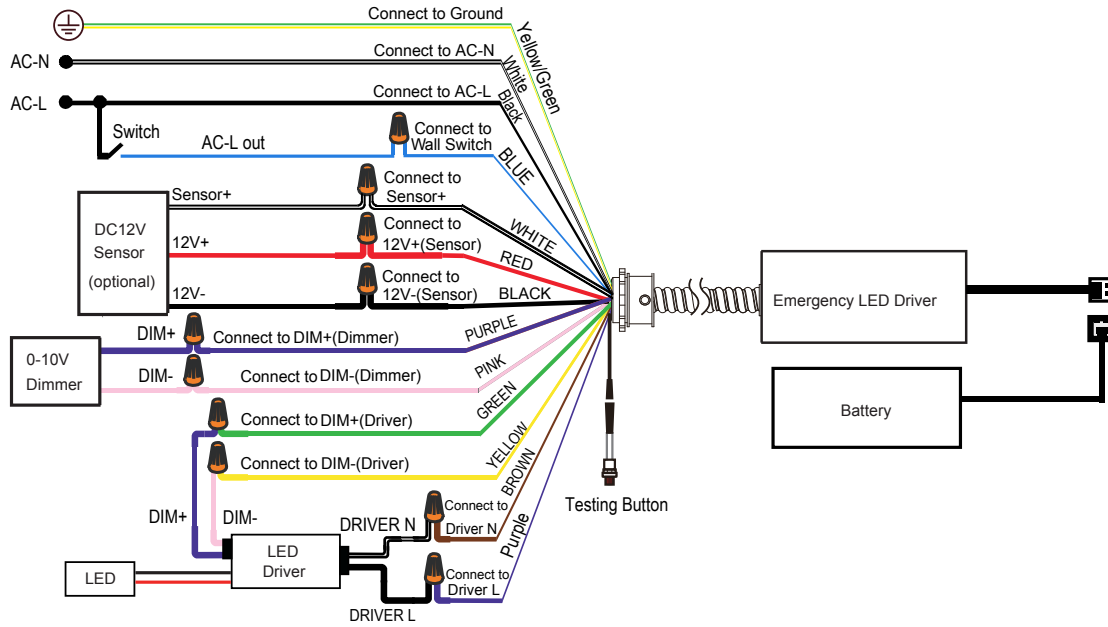 Connect to Ground
Yellow/Green
AC-N
Connect to AC-N
White
AC-L
Connect to AC-L
Black
Switch
AC-L out
Connect to
Wall Switch
BLUE
DC12V
Sensor
(optional)
Sensor+
Connect to
Sensor+
WHITE
12V+
Connect to
12V+(Sensor)
RED
12V-
Connect to
12V-(Sensor)
BLACK
Emergency LED Driver
Battery
0-10V
Dimmer
DIM+
Connect to DIM+(Dimmer)
PURPLE
DIM-
Connect to DIM-(Dimmer)
PINK
Connect to DIM+(Driver)
GREEN
Connect to DIM-(Driver)
YELLOW
DIM+
DIM-
DRIVER N
Connect to
Driver N
BROWN
Testing Button
LED
Driver
LED
DRIVER L
Connect to
Driver L
Purple